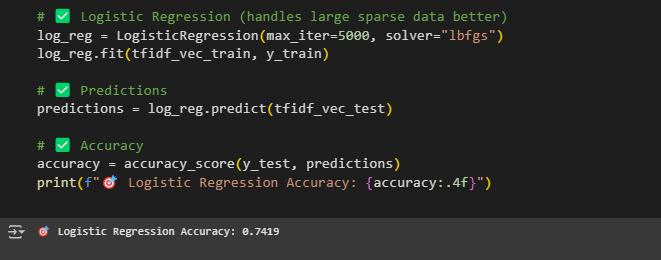 # ✅ Logistic Regression (handles large sparse data better)
log_reg = LogisticRegression(max_iter=5000, solver="lbfgs")
log_reg.fit(tfidf_vec_train, y_train)
# ✅ Predictions
predictions = log_reg.predict(tfidf_vec_test)
# ✅ Accuracy
accuracy = accuracy_score(y_test, predictions)
print(f"🎯 Logistic Regression Accuracy: {accuracy:.4f}")
🎯 Logistic Regression Accuracy: 0.7419